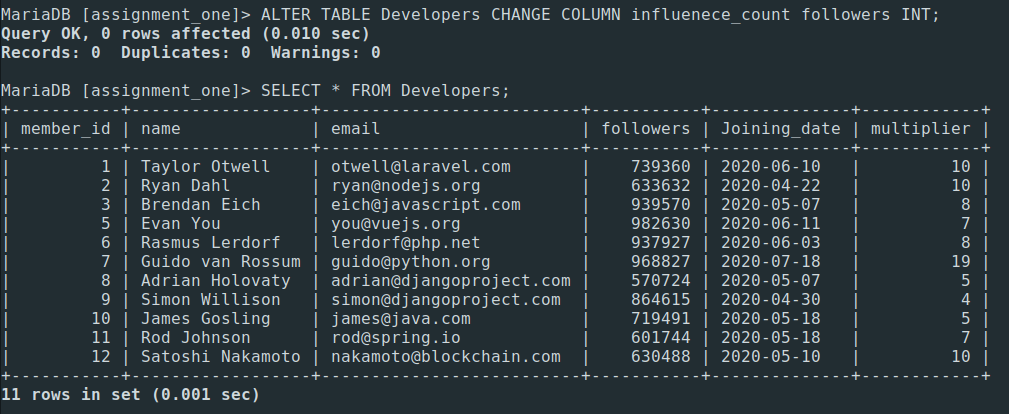 MariaDB [assignment_one]> ALTER TABLE Developers CHANGE COLUMN influenece_count followers INT;
Query OK, 0 rows affected (0.010 sec)
Records: 0  Duplicates: 0  Warnings: 0

MariaDB [assignment_one]> SELECT * FROM Developers;
+-----------+------------------+--------------------------+-----------+--------------+------------+
| member_id | name             | email                    | followers | Joining_date | multiplier |
+-----------+------------------+--------------------------+-----------+--------------+------------+
|         1 | Taylor Otwell    | otwell@laravel.com       |    739360 | 2020-06-10   |         10 |
|         2 | Ryan Dahl        | ryan@nodejs.org          |    633632 | 2020-04-22   |         10 |
|         3 | Brendan Eich     | eich@javascript.com      |    939570 | 2020-05-07   |          8 |
|         5 | Evan You         | you@vuejs.org            |    982630 | 2020-06-11   |          7 |
|         6 | Rasmus Lerdorf   | lerdorf@php.net          |    937927 | 2020-06-03   |          8 |
|         7 | Guido van Rossum | guido@python.org         |    968827 | 2020-07-18   |         19 |
|         8 | Adrian Holovaty  | adrian@djangoproject.com |    570724 | 2020-05-07   |          5 |
|         9 | Simon Willison   | simon@djangoproject.com  |    864615 | 2020-04-30   |          4 |
|        10 | James Gosling    | james@java.com           |    719491 | 2020-05-18   |          5 |
|        11 | Rod Johnson      | rod@spring.io            |    601744 | 2020-05-18   |          7 |
|        12 | Satoshi Nakamoto | nakamoto@blockchain.com  |    630488 | 2020-05-10   |         10 |
+-----------+------------------+--------------------------+-----------+--------------+------------+
11 rows in set (0.001 sec)